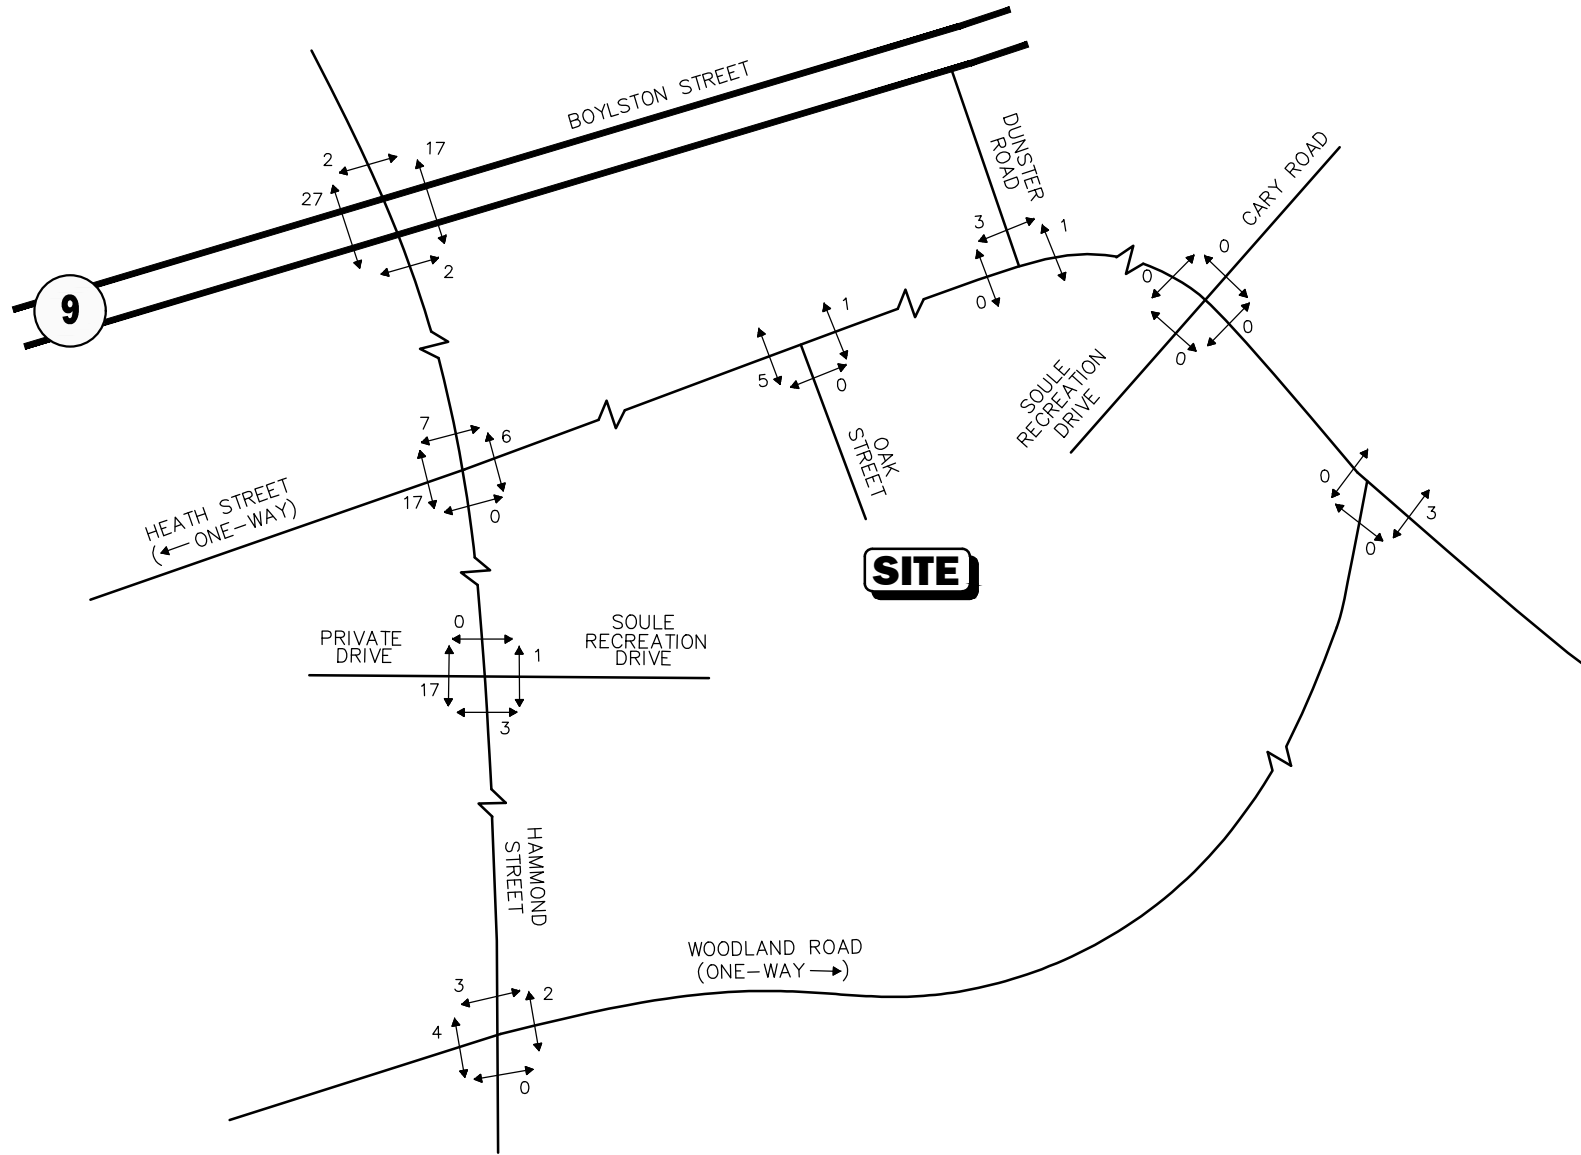 BOYLSTON STREET
DUNSTER
ROAD
CARY ROAD
2
17
27
2
9
3
1
0
0
0
0
0
1
5
0
SOULE
RECREATION
DRIVE
OAK
STREET
7
6
17
0
HEATH STREET
(← ONE-WAY)
0
3
0
SITE
PRIVATE
DRIVE
0
1
17
3
SOULE
RECREATION
DRIVE
HAMMOND
STREET
WOODLAND ROAD
(ONE-WAY →)
3
2
4
0